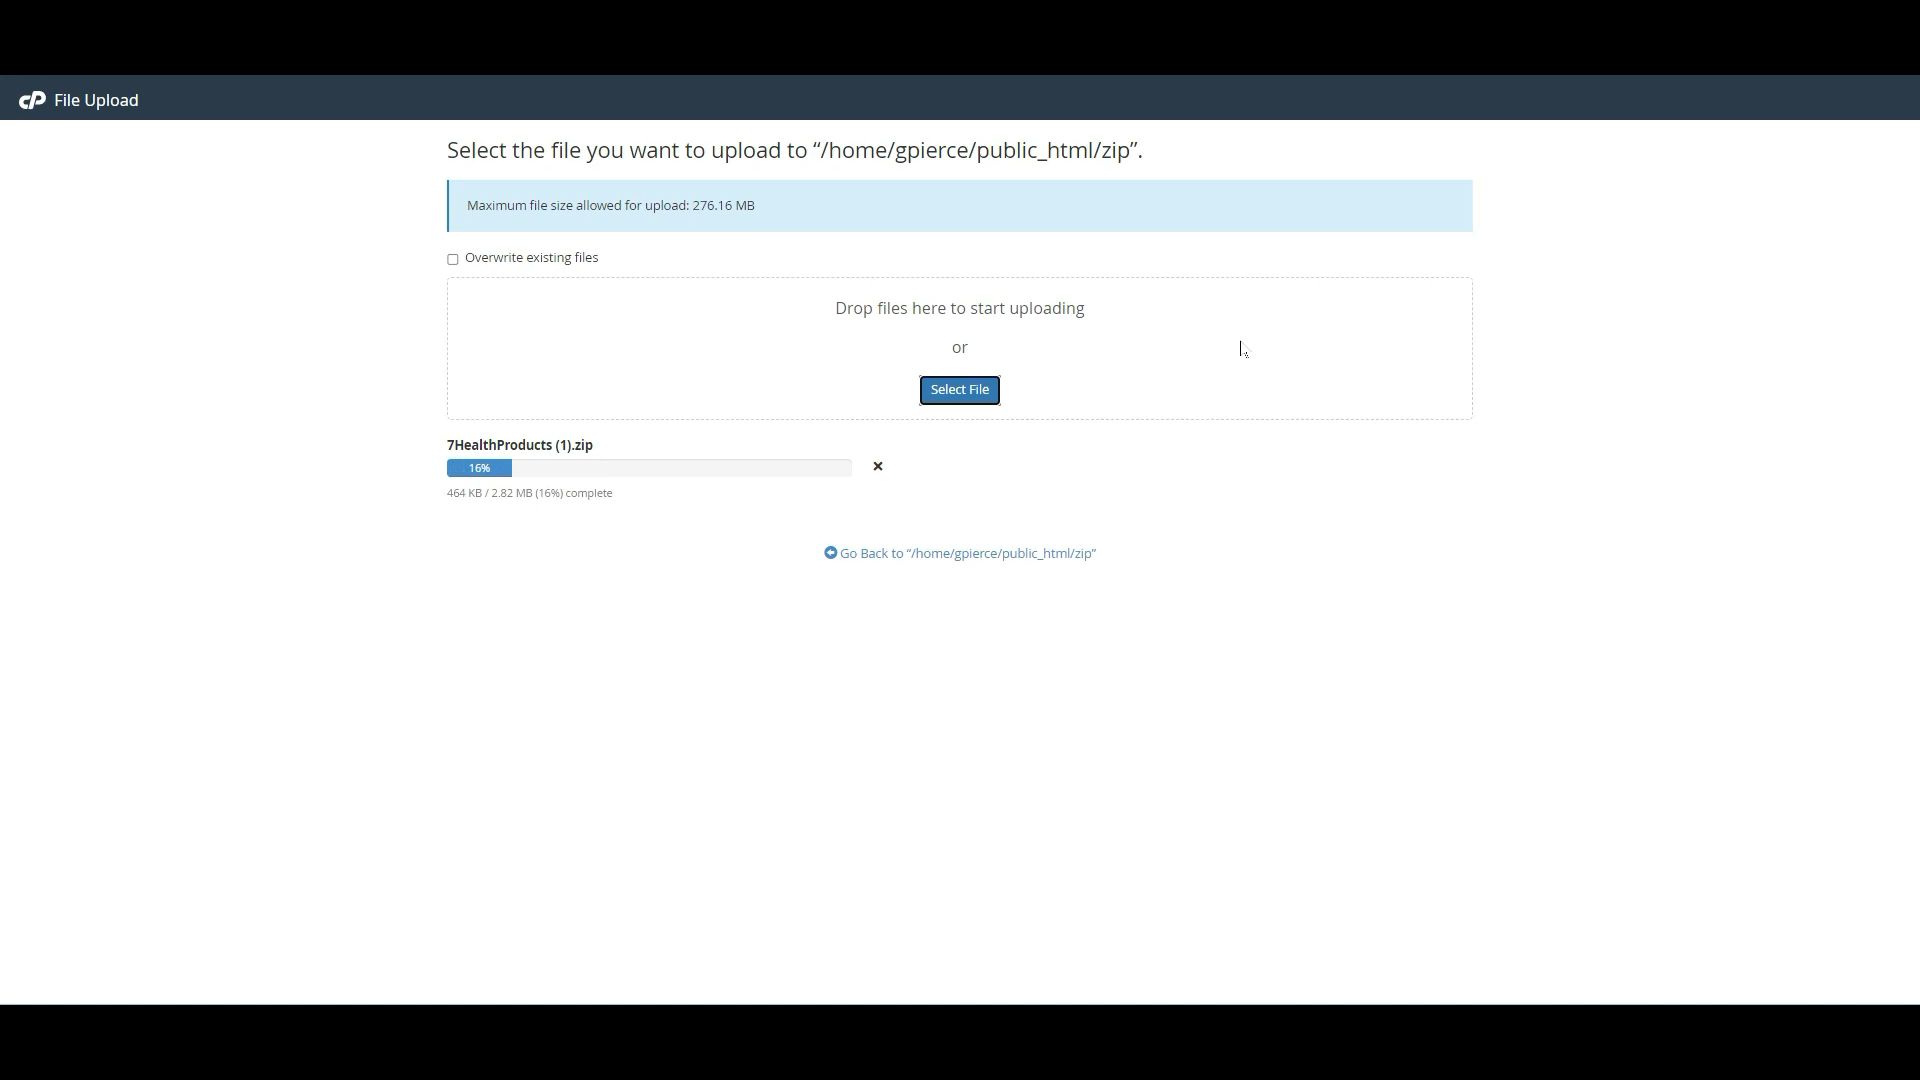 cP File Upload
Select the file you want to upload to “/home/gpierce/public_html/zip”.
Maximum file size allowed for upload: 276.16 MB
Overwrite existing files
Drop files here to start uploading
or
Select File
7HealthProducts (1).zip
16%
464 KB / 2.82 MB (16%) complete
Go Back to “/home/gpierce/public_html/zip”